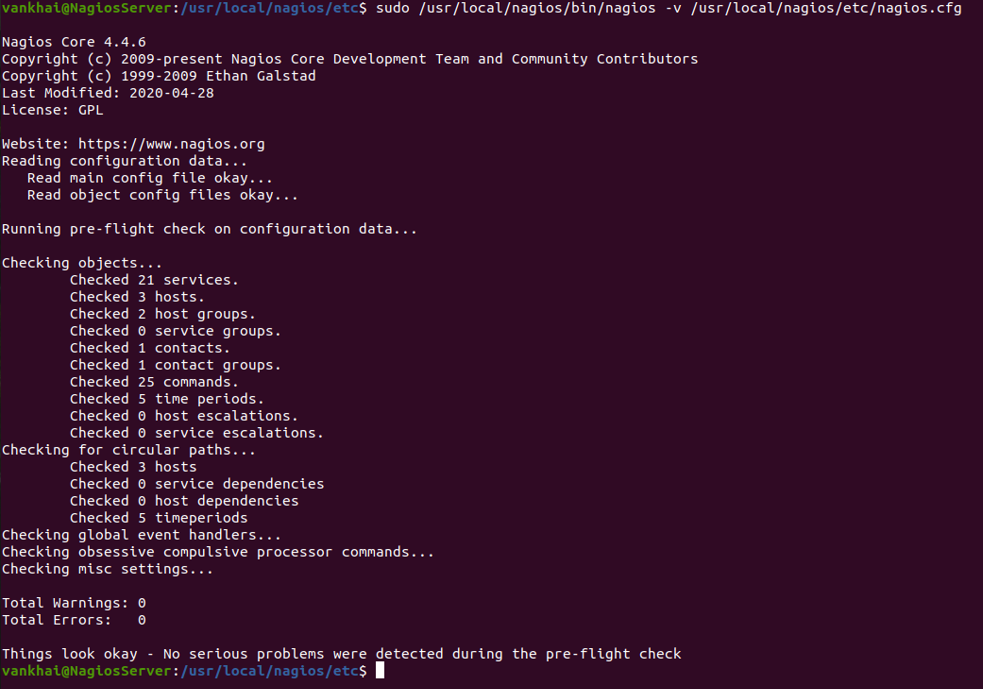 vankhai@NagiosServer:/usr/local/nagios/etc$ sudo /usr/local/nagios/bin/nagios -v /usr/local/nagios/etc/nagios.cfg
Nagios Core 4.4.6
Copyright (c) 2009-present Nagios Core Development Team and Community Contributors
Copyright (c) 1999-2009 Ethan Galstad
Last Modified: 2020-04-28
License: GPL
Website: https://www.nagios.org
Reading configuration data...
   Read main config file okay...
   Read object config files okay...
Running pre-flight check on configuration data...
Checking objects...
        Checked 21 services.
        Checked 3 hosts.
        Checked 2 host groups.
        Checked 0 service groups.
        Checked 1 contacts.
        Checked 1 contact groups.
        Checked 25 commands.
        Checked 5 time periods.
        Checked 0 host escalations.
        Checked 0 service escalations.
Checking for circular paths...
        Checked 3 hosts
        Checked 0 service dependencies
        Checked 0 host dependencies
        Checked 5 timeperiods
Checking global event handlers...
Checking obsessive compulsive processor commands...
Checking misc settings...
Total Warnings: 0
Total Errors:   0
Things look okay - No serious problems were detected during the pre-flight check
vankhai@NagiosServer:/usr/local/nagios/etc$